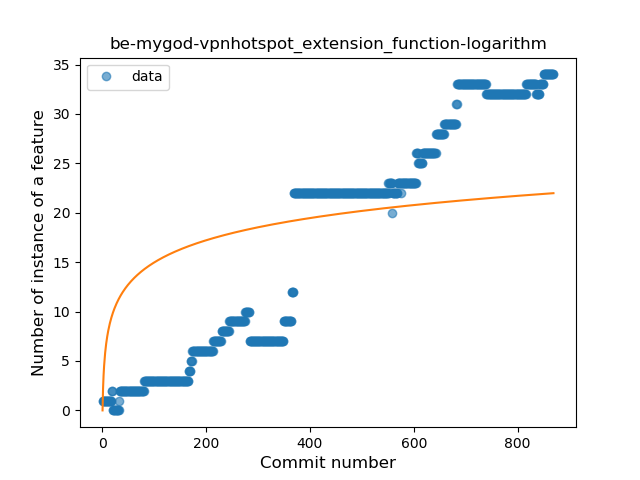 be-mygod-vpnhotspot_extension_function-logarithm
data
Number of instance of a feature
35
30
25
20
15
10
5
0
0 200 400 600 800
Commit number